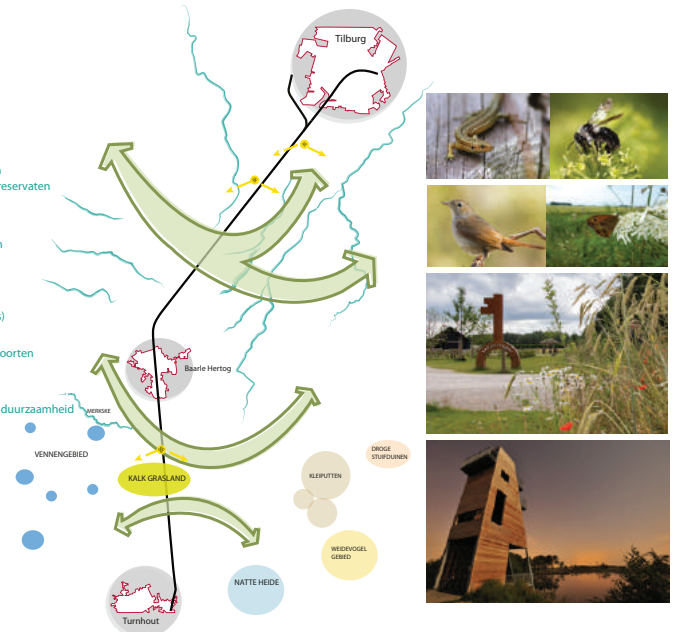 Tilburg
reservaten
Baarle Hertog
s)
oorten
duurzaamheid
MERKSKE
VENNENGEBIED
KALK GRASLAND
DROGE
STUIFDUINEN
KLEIPUTTEN
WEIDEVOGEL
GEBIED
NATTE HEIDE
Turnhout